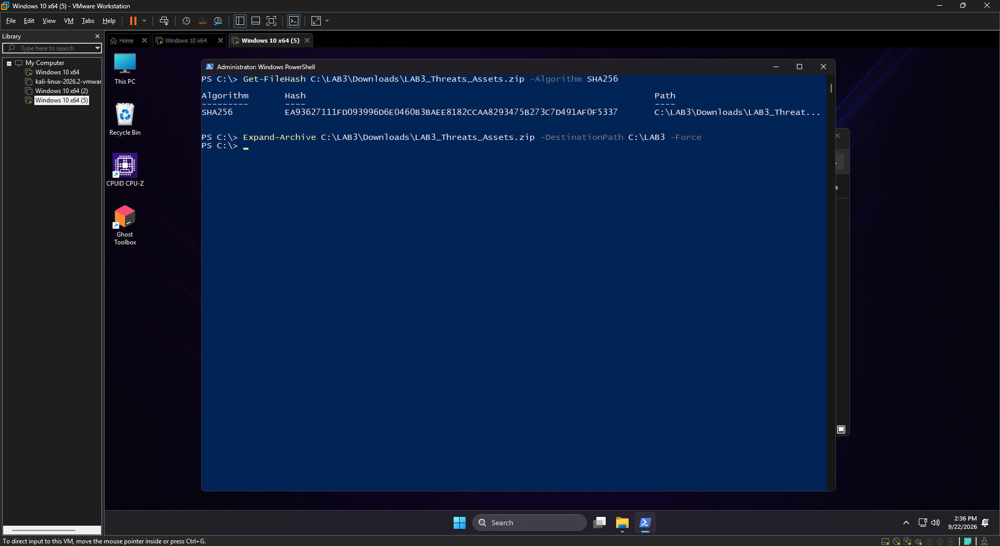 Windows 10 x64 (5) - VMware Workstation
File Edit View VM Tabs Help
Library
Type here to search
My Computer
Windows 10 x64
kali-linux-2026.2-vmwar
Windows 10 x64 (2)
Windows 10 x64 (5)
Home
Windows 10 x64
Windows 10 x64 (5)
This PC
Recycle Bin
CPUID CPU-Z
Ghost
Toolbox
Administrator: Windows PowerShell
PS C:\> Get-FileHash C:\LAB3\Downloads\LAB3_Threats_Assets.zip -Algorithm SHA256
Algorithm Hash Path
--------- ---- ----
SHA256 EA93627111FD093996D6E0460B3BAEE8182CCAA8293475B273C7D491AF0F5337 C:\LAB3\Downloads\LAB3_Threat...
PS C:\> Expand-Archive C:\LAB3\Downloads\LAB3_Threats_Assets.zip -DestinationPath C:\LAB3 -Force
PS C:\>
s
Search
2:36 PM
9/22/2026
To direct input to this VM, move the mouse pointer inside or press Ctrl+G.